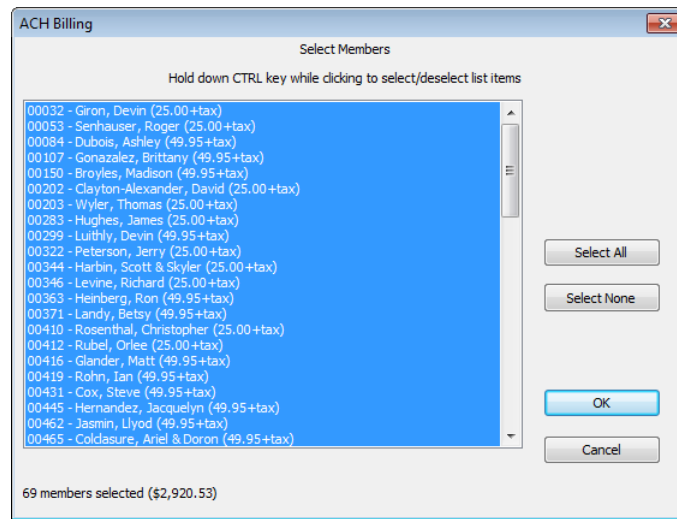 ACH Billing
Select Members
Hold down CTRL key while clicking to select/deselect list items
00032 - Giron, Devin (25.00+tax)
00053 - Senhauser, Roger (25.00+tax)
00084 - Dubois, Ashley (49.95+tax)
00107 - Gonazalez, Brittany (49.95+tax)
00150 - Broyles, Madison (49.95+tax)
00202 - Clayton-Alexander, David (25.00+tax)
00203 - Wyler, Thomas (25.00+tax)
00283 - Hughes, James (25.00+tax)
00299 - Luithly, Devin (49.95+tax)
00322 - Peterson, Jerry (25.00+tax)
00344 - Harbin, Scott & Skyler (25.00+tax)
00346 - Levine, Richard (25.00+tax)
00363 - Heinberg, Ron (49.95+tax)
00371 - Landy, Betsy (49.95+tax)
00410 - Rosenthal, Christopher (25.00+tax)
00412 - Rubel, Orlee (25.00+tax)
00416 - Glander, Matt (49.95+tax)
00419 - Rohn, Ian (49.95+tax)
00431 - Cox, Steve (49.95+tax)
00445 - Hernandez, Jacquelyn (49.95+tax)
00462 - Jasmin, Llyod (49.95+tax)
00465 - Coldasure, Ariel & Doron (49.95+tax)
Select All
Select None
OK
Cancel
69 members selected ($2,920.53)